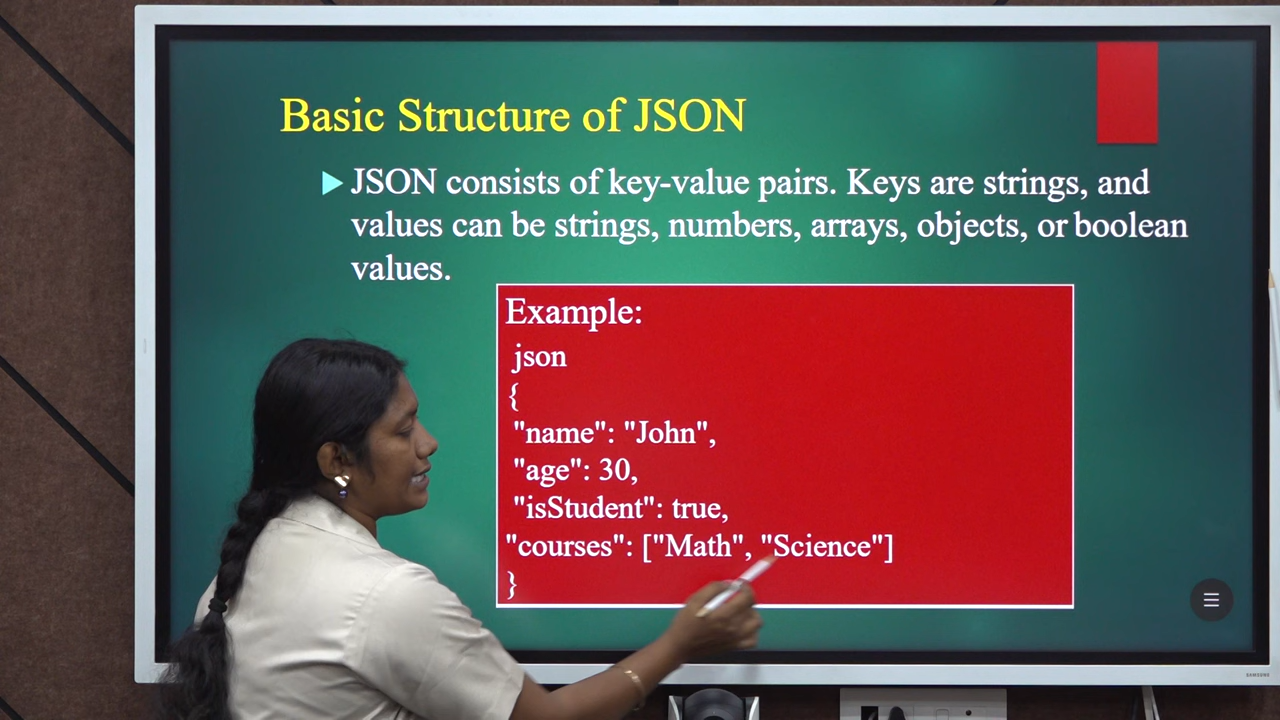 Basic Structure of JSON
JSON consists of key-value pairs. Keys are strings, and
values can be strings, numbers, arrays, objects, or boolean
values.
Example:
json
{
"name": "John",
"age": 30,
"isStudent": true,
"courses": ["Math", "Science"]
}
SAMSUNG